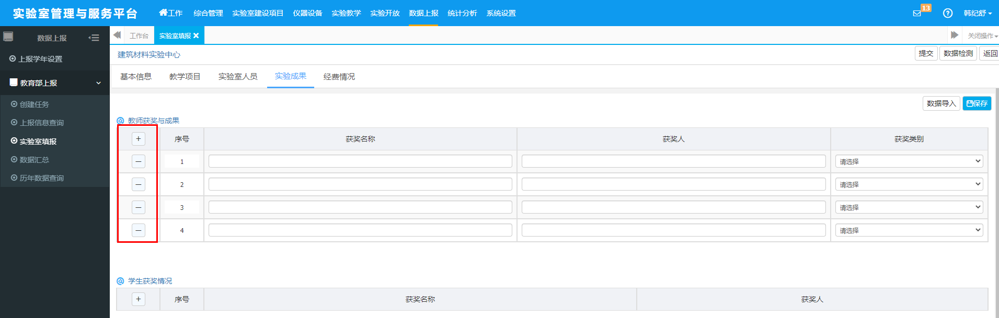 实验室管理与服务平台 工作 综合管理 实验室建设项目 仪器设备 实验教学 实验开放 数据上报 统计分析 系统设置 13 韩纪舒
数据上报 工作台 实验室填报 关闭操作
建筑材料实验中心 提交 数据检测 返回
上报学年设置
基本信息 教学项目 实验室人员 实验成果 经费情况
教育部上报
创建任务
上报信息查询
实验室填报
数据汇总
历年数据查询
数据导入 保存
教师获奖与成果
+ 序号 获奖名称 获奖人 获奖类别
— 1 请选择
— 2 请选择
— 3 请选择
— 4 请选择
学生获奖情况
+ 序号 获奖名称 获奖人